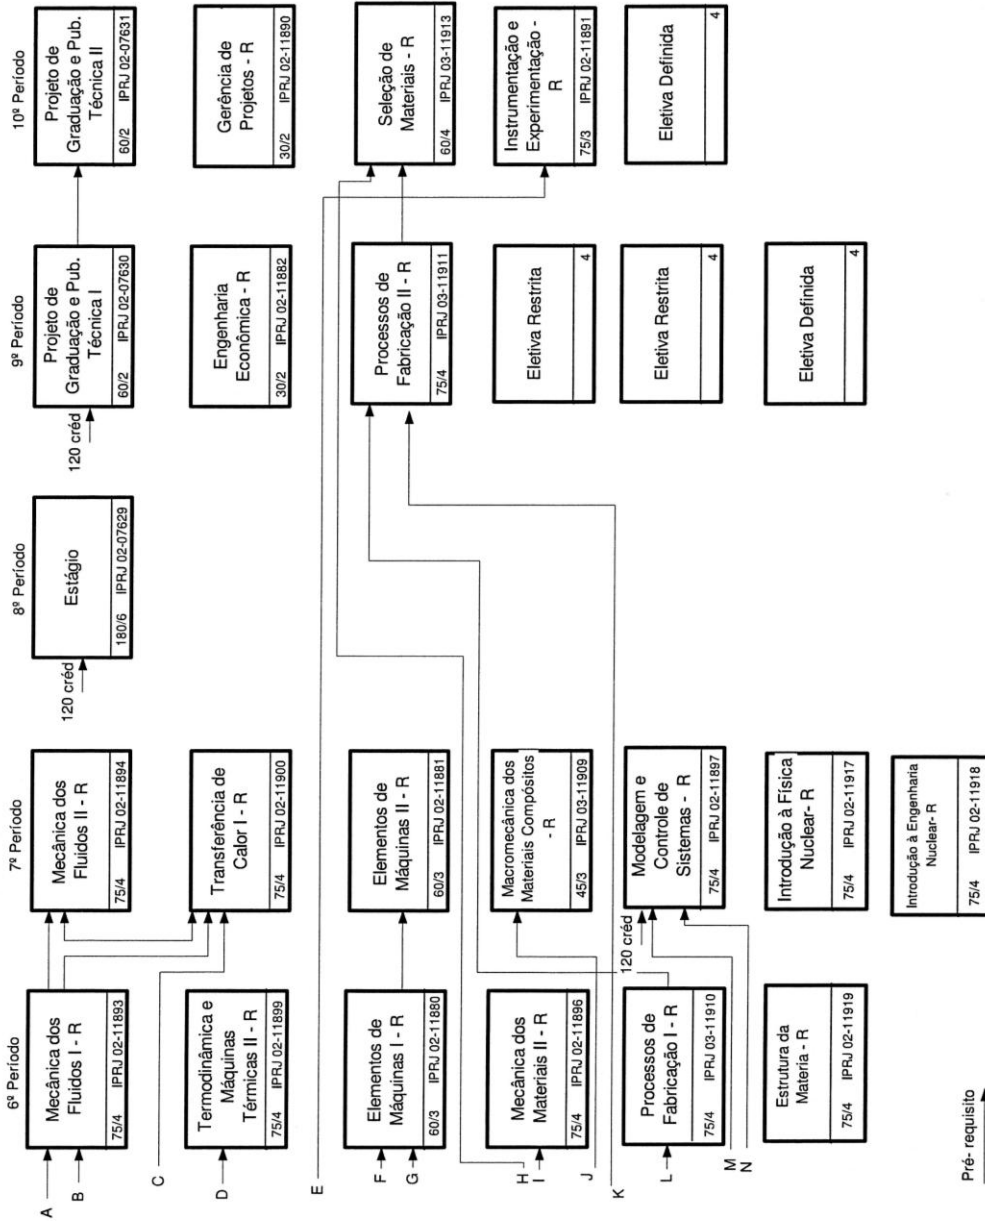 6º Período
7º Período
8º Período
9º Período
10º Período
A
B
C
D
E
F
G
H
I
J
K
L
M
N
Mecânica dos
Fluidos I - R
75/4 IPRJ 02-11893
Termodinâmica e
Máquinas
Térmicas II - R
75/4 IPRJ 02-11899
Elementos de
Máquinas I - R
60/3 IPRJ 02-11880
Mecânica dos
Materiais II - R
75/4 IPRJ 02-11896
Processos de
Fabricação I - R
75/4 IPRJ 03-11910
Estrutura da
Materia - R
75/4 IPRJ 02-11919
Mecânica dos
Fluidos II - R
75/4 IPRJ 02-11894
Transferência de
Calor I - R
75/4 IPRJ 02-11900
Elementos de
Máquinas II - R
60/3 IPRJ 02-11881
Macromecânica dos
Materiais Compósitos
- R
45/3 IPRJ 03-11909
120 créd
Modelagem e
Controle de
Sistemas - R
75/4 IPRJ 02-11897
Introdução à Física
Nuclear- R
75/4 IPRJ 02-11917
Introdução à Engenharia
Nuclear- R
75/4 IPRJ 02-11918
120 créd
Estágio
180/6 IPRJ 02-07629
120 créd
Projeto de
Graduação e Pub.
Técnica I
60/2 IPRJ 02-07630
Engenharia
Econômica - R
30/2 IPRJ 02-11882
Processos de
Fabricação II - R
75/4 IPRJ 03-11911
Eletiva Restrita
4
Eletiva Restrita
4
Eletiva Definida
4
Projeto de
Graduação e Pub.
Técnica II
60/2 IPRJ 02-07631
Gerência de
Projetos - R
30/2 IPRJ 02-11890
Seleção de
Materiais - R
60/4 IPRJ 03-11913
Instrumentação e
Experimentação -
R
75/3 IPRJ 02-11891
Eletiva Definida
4
Pré- requisito